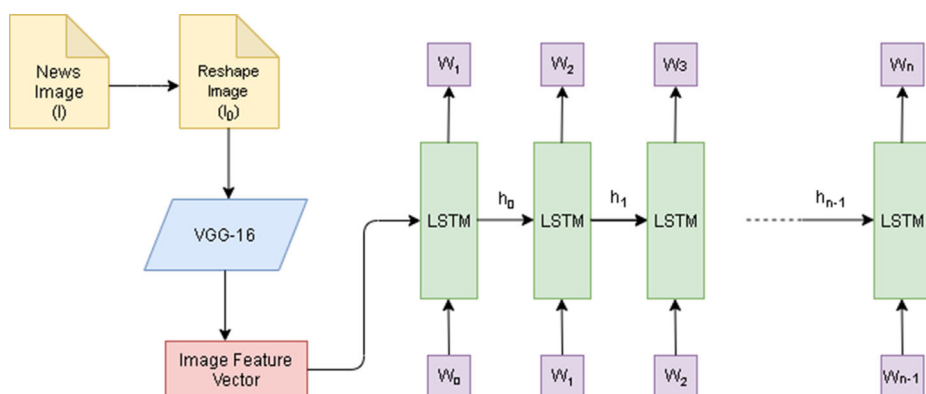 News
Image
(I)
Reshape
Image
(I₀)
VGG-16
Image Feature
Vector
W₁
W₂
W₃
Wₙ
LSTM
h₀
LSTM
h₁
LSTM
hₙ₋₁
LSTM
W₀
W₁
W₂
Wₙ₋₁